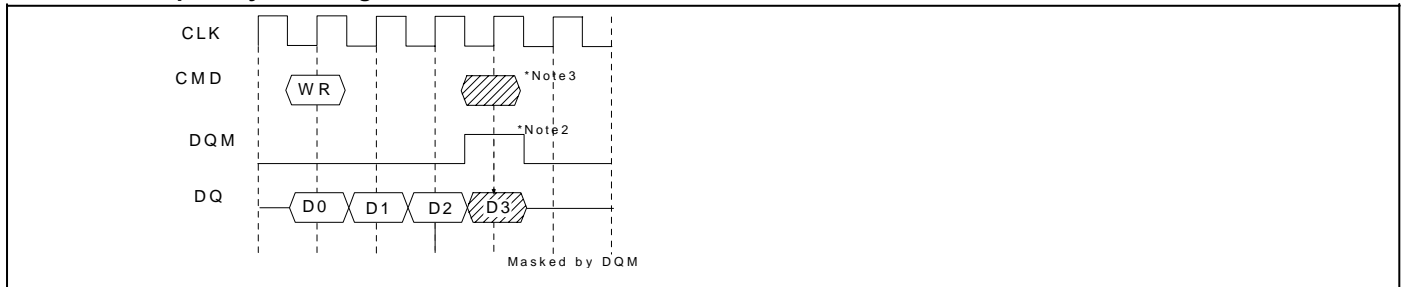 CLK
CMD WR *Note3
DQM *Note2
DQ D0 D1 D2 D3
Masked by DQM